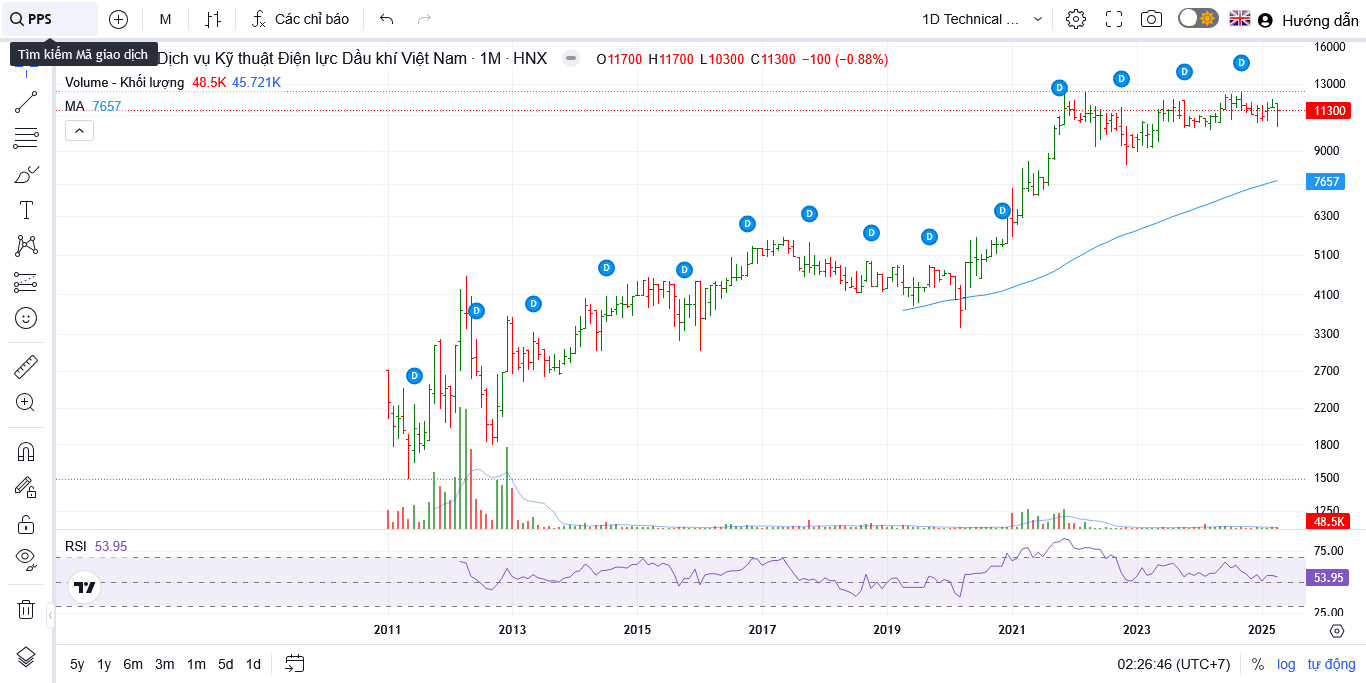 PPS
M
Các chỉ báo
1D Technical ...
Hướng dẫn
Tìm kiếm Mã giao dịch
Dịch vụ Kỹ thuật Điện lực Dầu khí Việt Nam · 1M · HNX
O11700 H11700 L10300 C11300 −100 (−0.88%)
Volume - Khối lượng 48.5K 45.721K
MA 7657
16000
13000
11300
9000
7657
6300
5100
4100
3300
2700
2200
1800
1500
1250
48.5K
D
D
D
D
D
D
D
D
D
D
D
D
D
D
RSI 53.95
75.00
53.95
25.00
2011 2013 2015 2017 2019 2021 2023 2025
5y 1y 6m 3m 1m 5d 1d
02:26:46 (UTC+7)
% log tự động